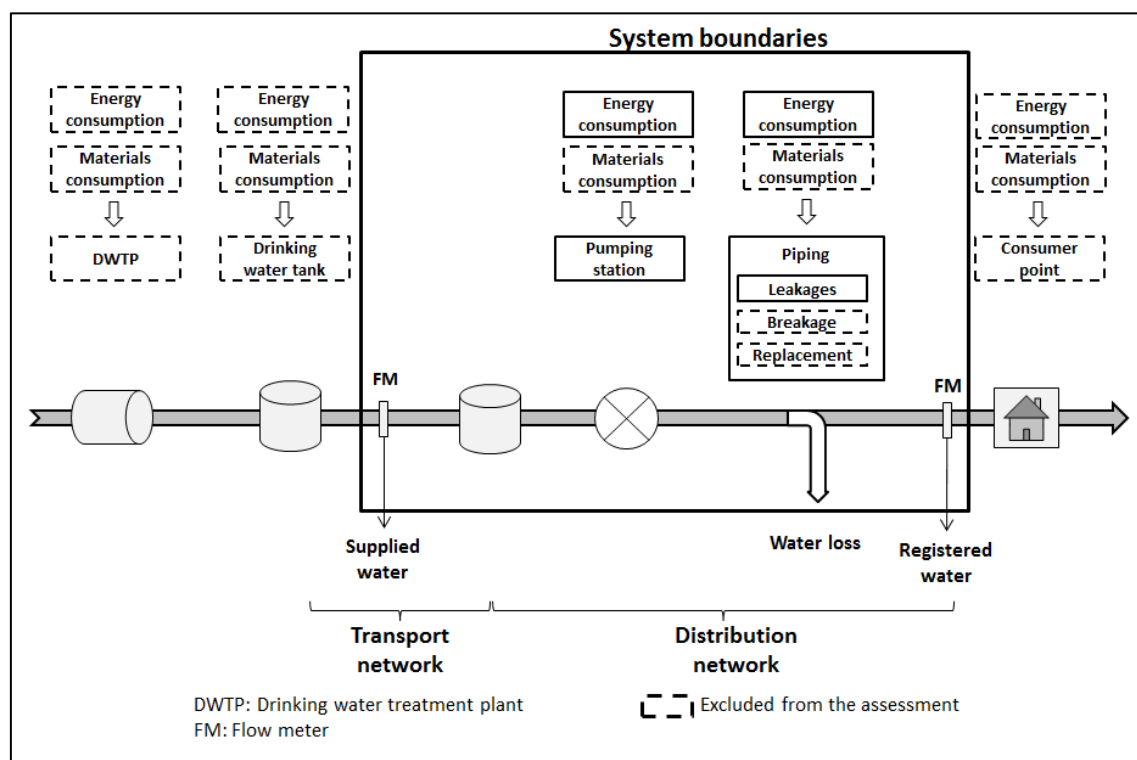 System boundaries
Energy
consumption
Materials
consumption
DWTP
Energy
consumption
Materials
consumption
Drinking
water tank
Energy
consumption
Materials
consumption
Pumping
station
Energy
consumption
Materials
consumption
Piping
Leakages
Breakage
Replacement
Energy
consumption
Materials
consumption
Consumer
point
FM
FM
Supplied
water
Water loss
Registered
water
Transport
network
Distribution
network
DWTP: Drinking water treatment plant
FM: Flow meter
Excluded from the assessment